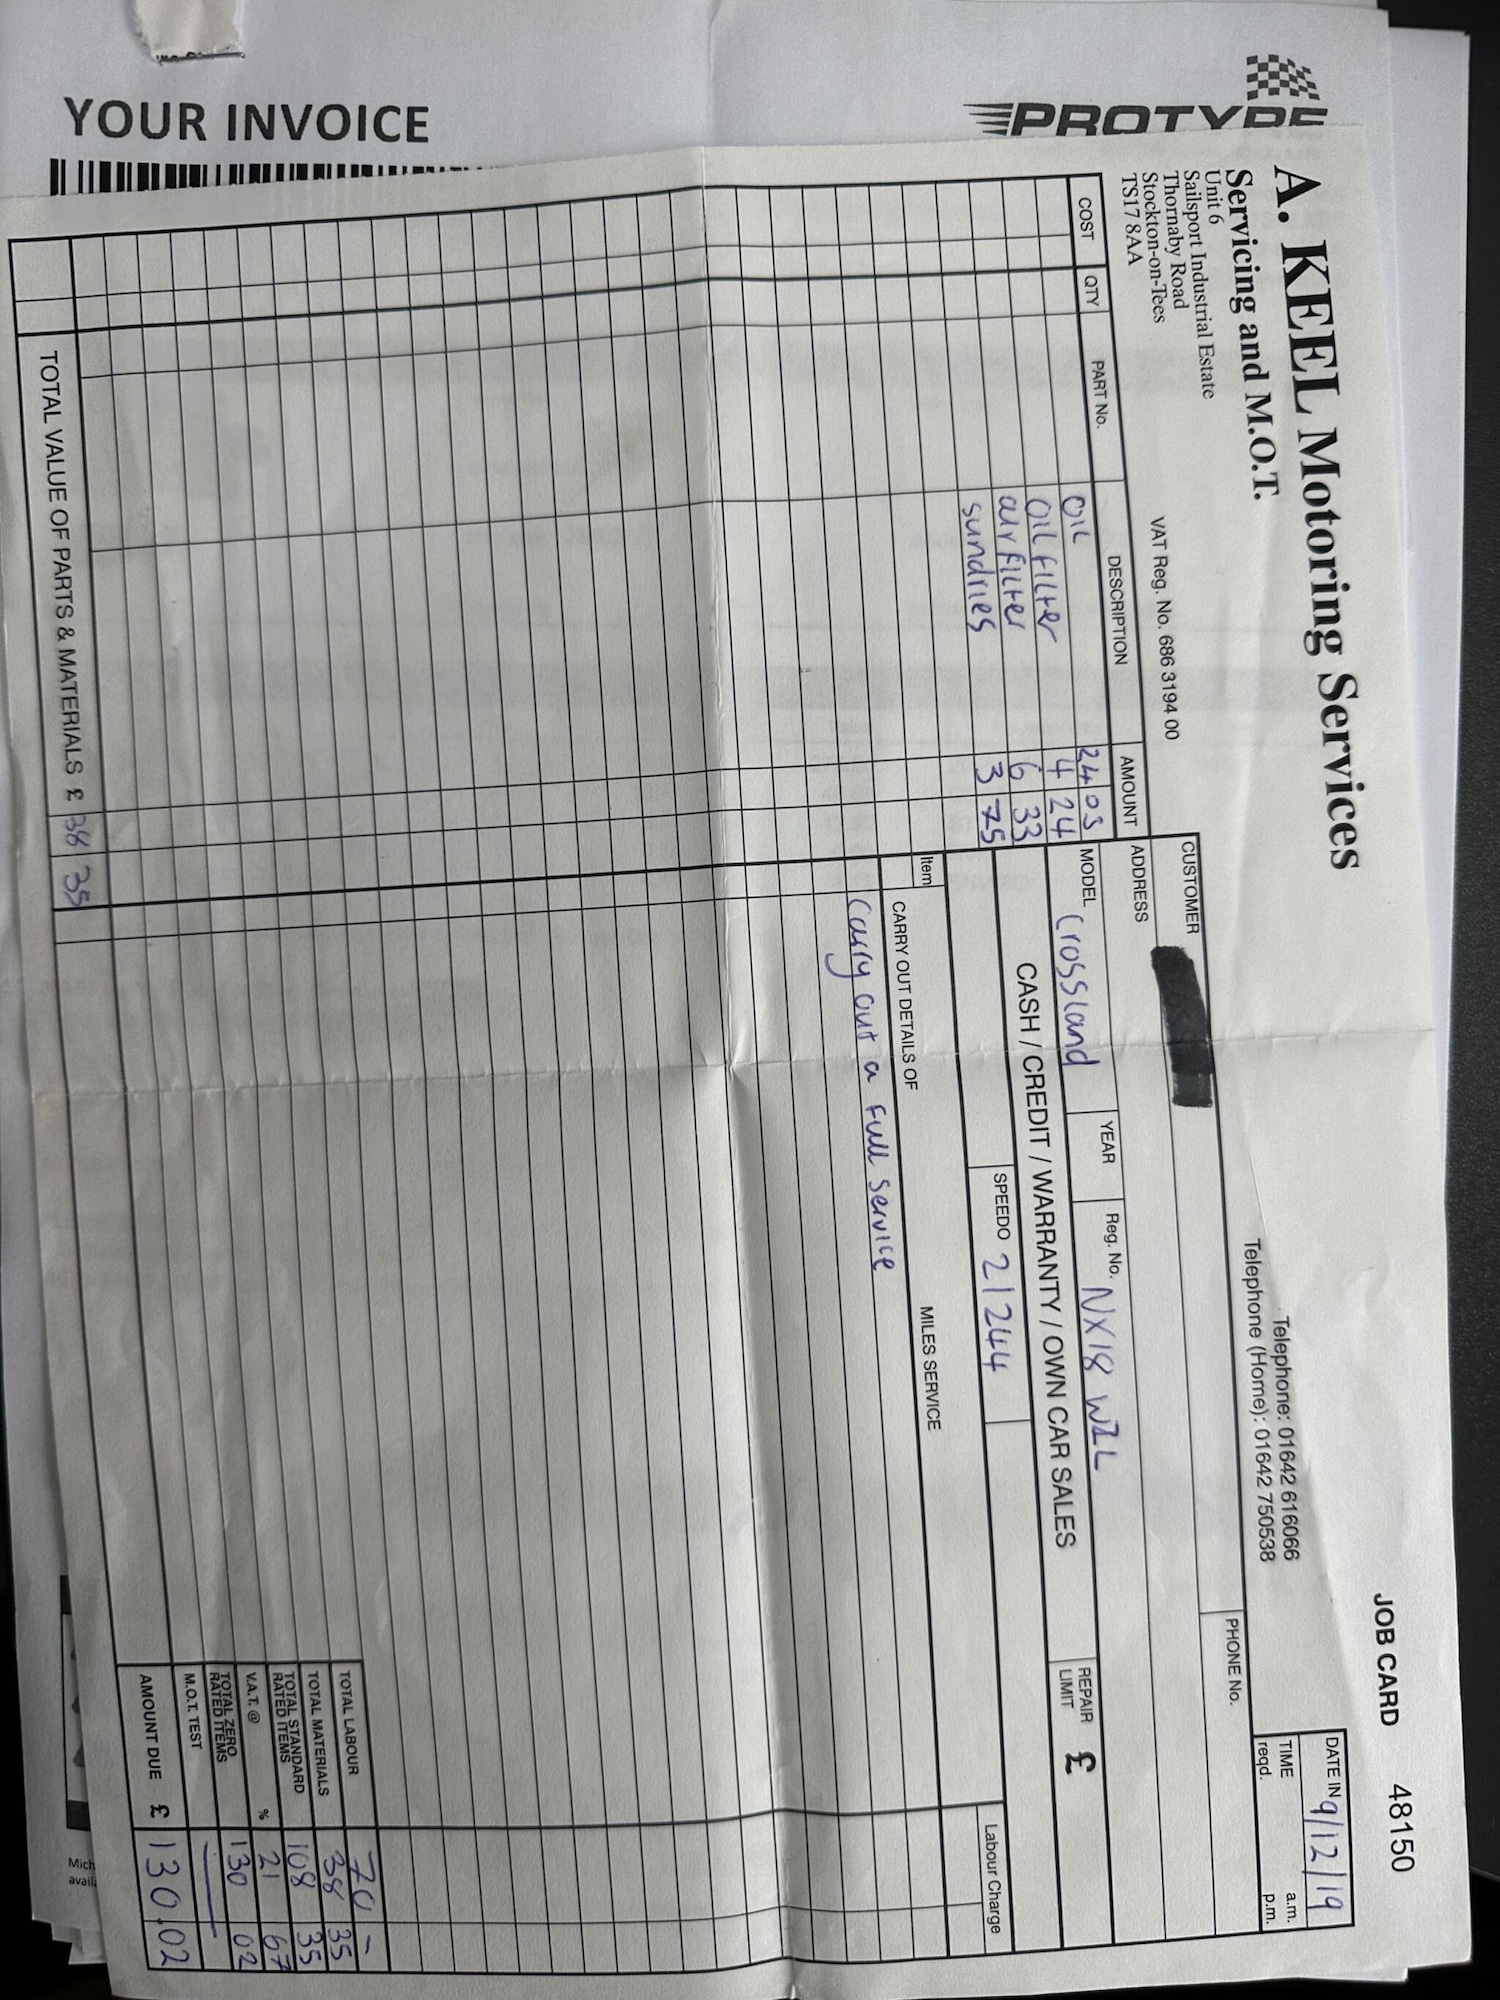 YOUR INVOICE
PROTYRE
JOB CARD 48150
A. KEEL Motoring Services
Servicing and M.O.T.
Unit 6
Sailsport Industrial Estate
Thornaby Road
Stockton-on-Tees
TS17 8AA
VAT Reg. No. 686 3194 00
Telephone: 01642 616066
Telephone (Home): 01642 750538
DATE IN 9/12/19
TIME reqd. a.m. p.m.
CUSTOMER
PHONE No.
ADDRESS
MODEL Crossland YEAR Reg. No. NX18 WZL REPAIR LIMIT £
CASH / CREDIT / WARRANTY / OWN CAR SALES
SPEEDO 21244
COST QTY PART No. DESCRIPTION AMOUNT
OIL 24 03
OIL FILTER 4 24
air FILTER 6 33
sundries 3 75
TOTAL VALUE OF PARTS & MATERIALS £ 38 35
Item CARRY OUT DETAILS OF MILES SERVICE Labour Charge
Carry out a full service
TOTAL LABOUR 70 -
TOTAL MATERIALS 38 35
TOTAL STANDARD RATED ITEMS 108 35
V.A.T. @ % 21 67
TOTAL ZERO RATED ITEMS 130 02
M.O.T. TEST
AMOUNT DUE £ 130.02
Mich
availa